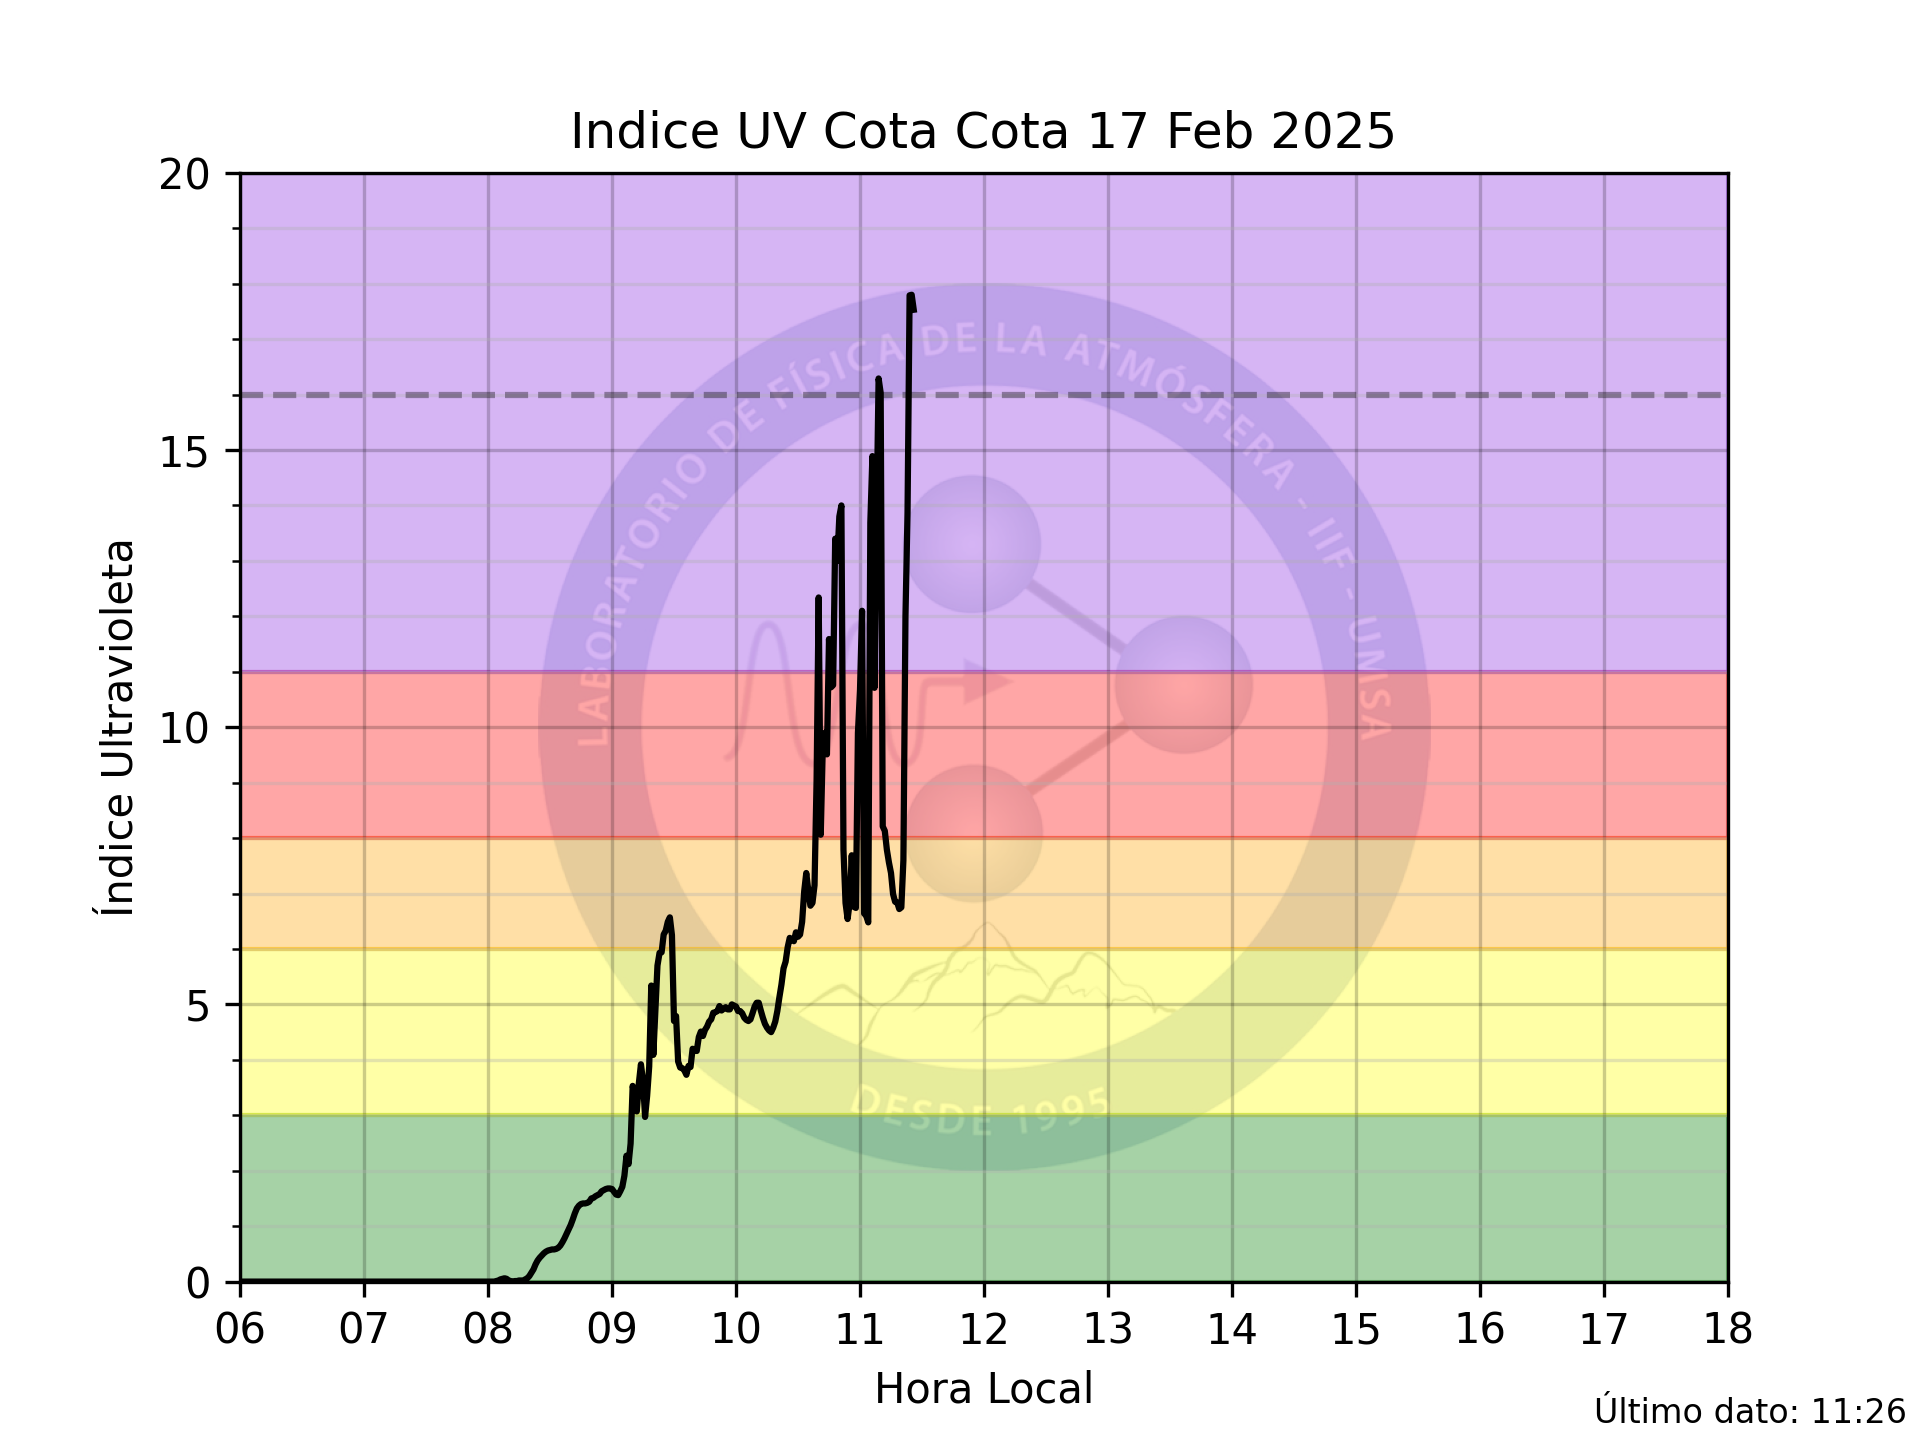 Indice UV Cota Cota 17 Feb 2025
20
15
10
5
0
Índice Ultravioleta
LABORATORIO DE FÍSICA DE LA ATMÓSFERA - IIF - UMSA
DESDE 1995
06 07 08 09 10 11 12 13 14 15 16 17 18
Hora Local
Último dato: 11:26